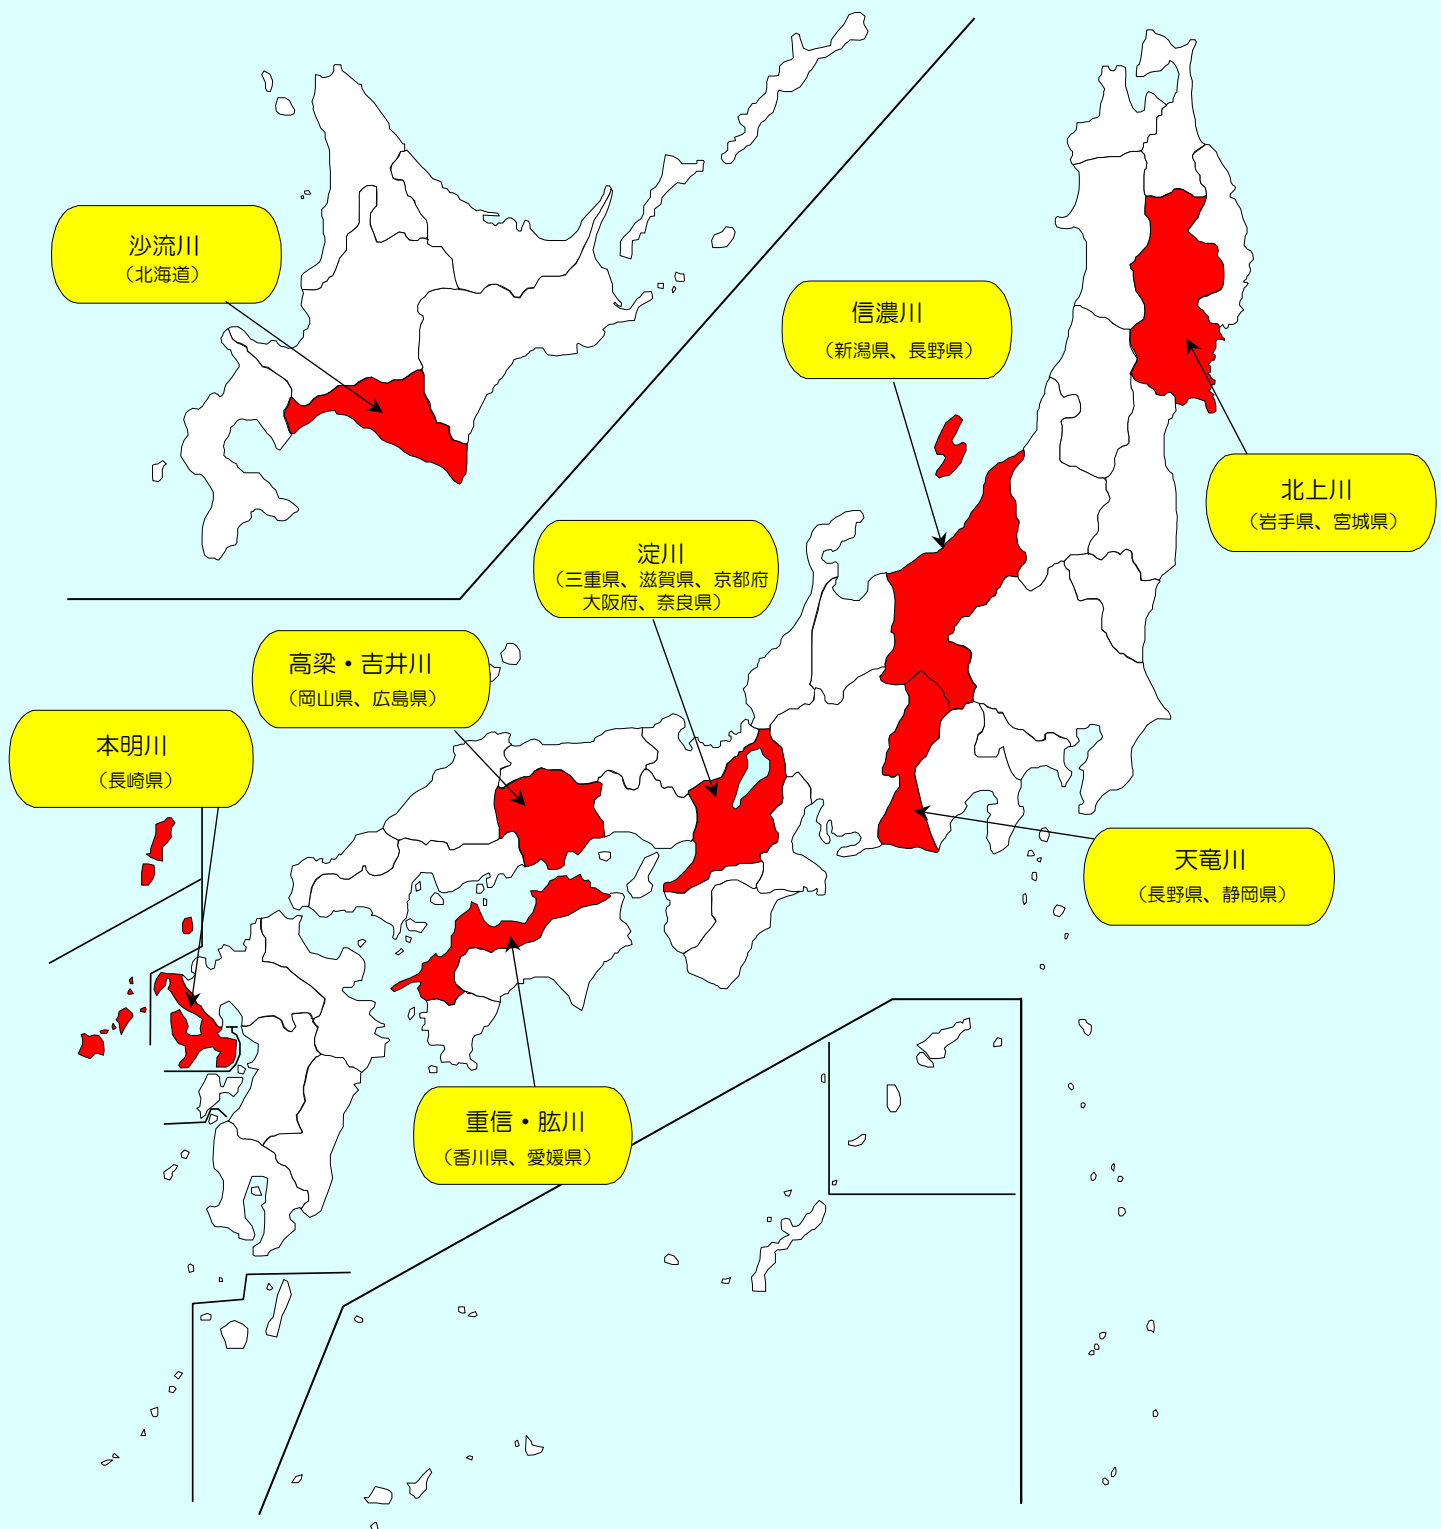 沙流川
（北海道）
信濃川
（新潟県、長野県）
北上川
（岩手県、宮城県）
淀川
（三重県、滋賀県、京都府
大阪府、奈良県）
高梁・吉井川
（岡山県、広島県）
本明川
（長崎県）
天竜川
（長野県、静岡県）
重信・肱川
（香川県、愛媛県）